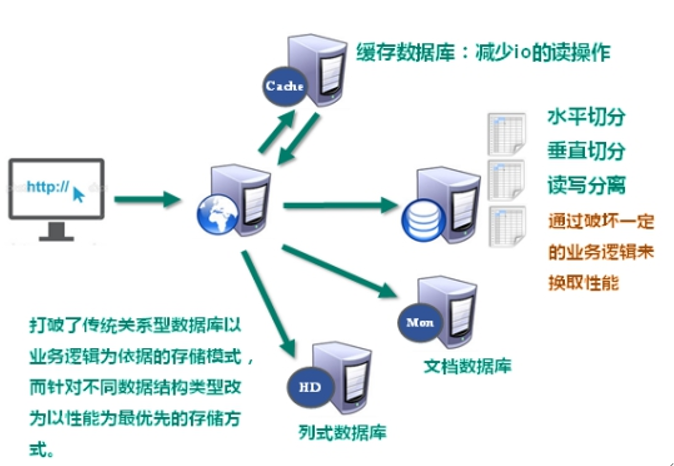 缓存数据库：减少io的读操作
Cache
水平切分
垂直切分
读写分离
http://
通过破坏一定
的业务逻辑来
换取性能
Mon
文档数据库
打破了传统关系型数据库以
业务逻辑为依据的存储模式，
而针对不同数据结构类型改
为以性能为最优先的存储方
式。
HD
列式数据库